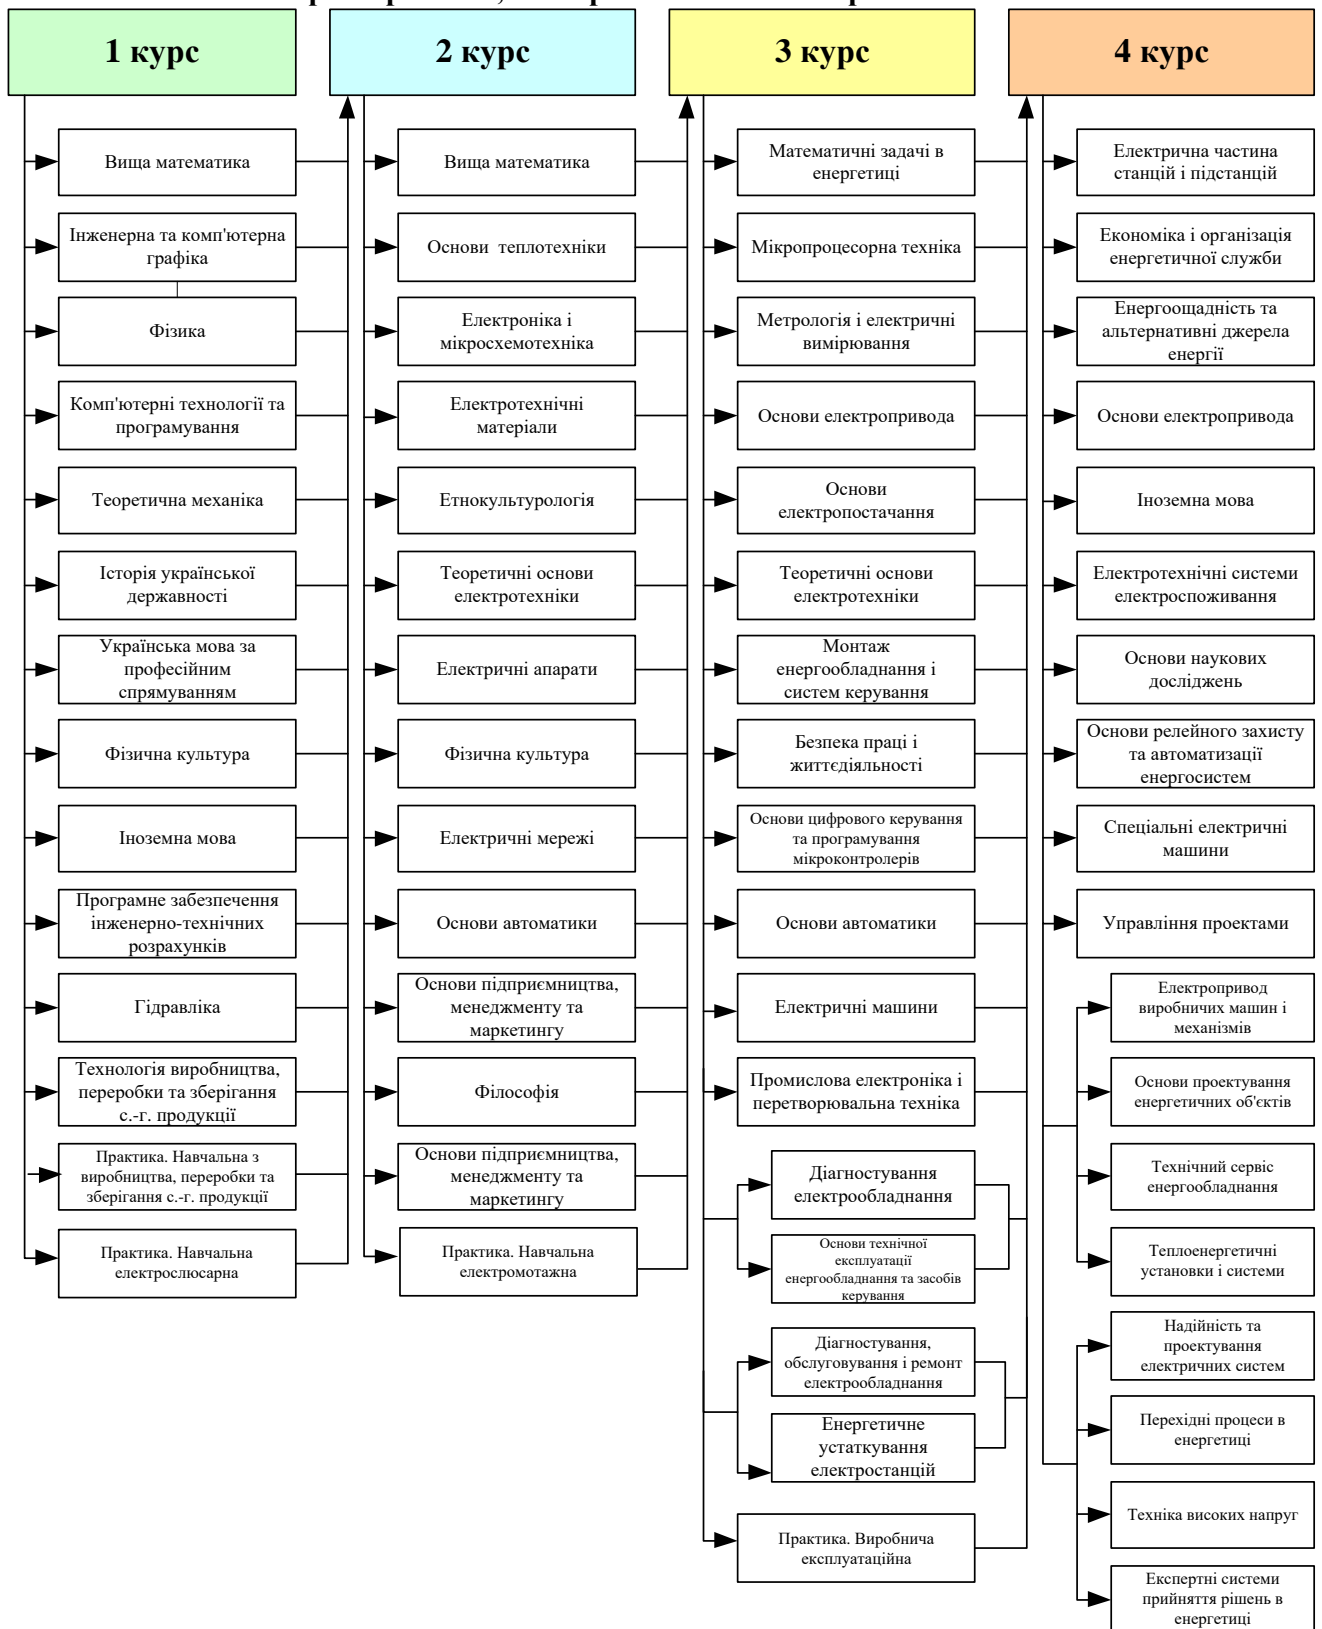 1 курс
Вища математика
Інженерна та комп'ютерна
графіка
Фізика
Комп'ютерні технології та
програмування
Теоретична механіка
Історія української
державності
Українська мова за
професійним
спрямуванням
Фізична культура
Іноземна мова
Програмне забезпечення
інженерно-технічних
розрахунків
Гідравліка
Технологія виробництва,
переробки та зберігання
с.-г. продукції
Практика. Навчальна з
виробництва, переробки та
зберігання с.-г. продукції
Практика. Навчальна
електрослюсарна
2 курс
Вища математика
Основи теплотехніки
Електроніка і
мікросхемотехніка
Електротехнічні
матеріали
Етнокультурологія
Теоретичні основи
електротехніки
Електричні апарати
Фізична культура
Електричні мережі
Основи автоматики
Основи підприємництва,
менеджменту та
маркетингу
Філософія
Основи підприємництва,
менеджменту та
маркетингу
Практика. Навчальна
електромотажна
3 курс
Математичні задачі в
енергетиці
Мікропроцесорна техніка
Метрологія і електричні
вимірювання
Основи електропривода
Основи
електропостачання
Теоретичні основи
електротехніки
Монтаж
енергообладнання і
систем керування
Безпека праці і
життєдіяльності
Основи цифрового керування
та програмування
мікроконтролерів
Основи автоматики
Електричні машини
Промислова електроніка і
перетворювальна техніка
Діагностування
електрообладнання
Основи технічної
експлуатації
енергообладнання та засобів
керування
Діагностування,
обслуговування і ремонт
електрообладнання
Енергетичне
устаткування
електростанцій
Практика. Виробнича
експлуатаційна
4 курс
Електрична частина
станцій і підстанцій
Економіка і організація
енергетичної служби
Енергоощадність та
альтернативні джерела
енергії
Основи електропривода
Іноземна мова
Електротехнічні системи
електроспоживання
Основи наукових
досліджень
Основи релейного захисту
та автоматизації
енергосистем
Спеціальні електричні
машини
Управління проектами
Електропривод
виробничих машин і
механізмів
Основи проектування
енергетичних об'єктів
Технічний сервіс
енергообладнання
Теплоенергетичні
установки і системи
Надійність та
проектування
електричних систем
Перехідні процеси в
енергетиці
Техніка високих напруг
Експертні системи
прийняття рішень в
енергетиці